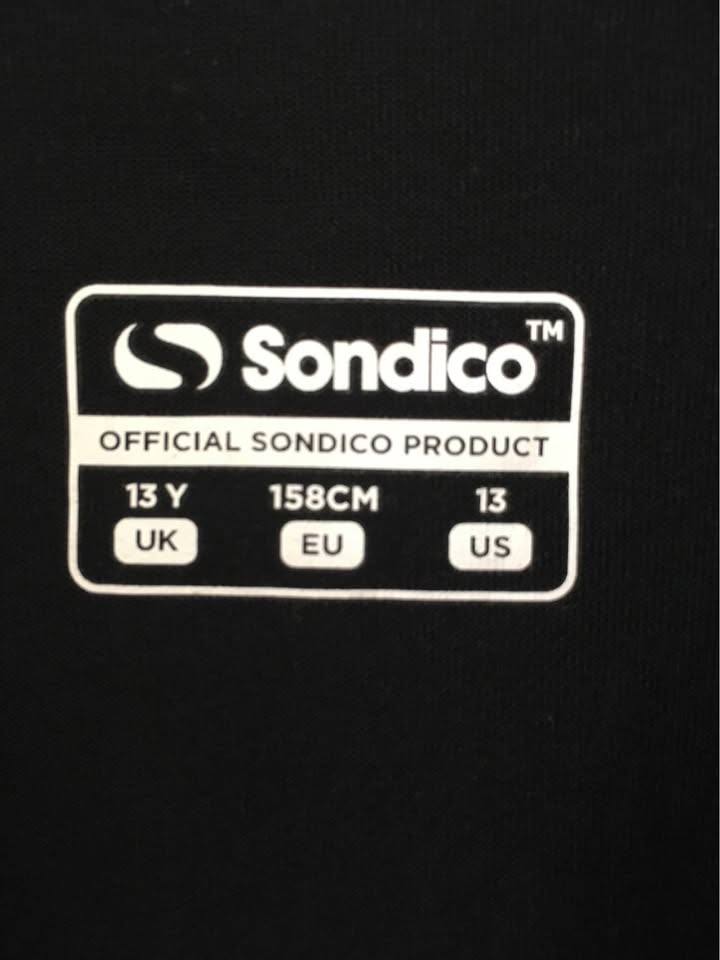 Sondico™
OFFICIAL SONDICO PRODUCT
13 Y 158CM 13
UK EU US